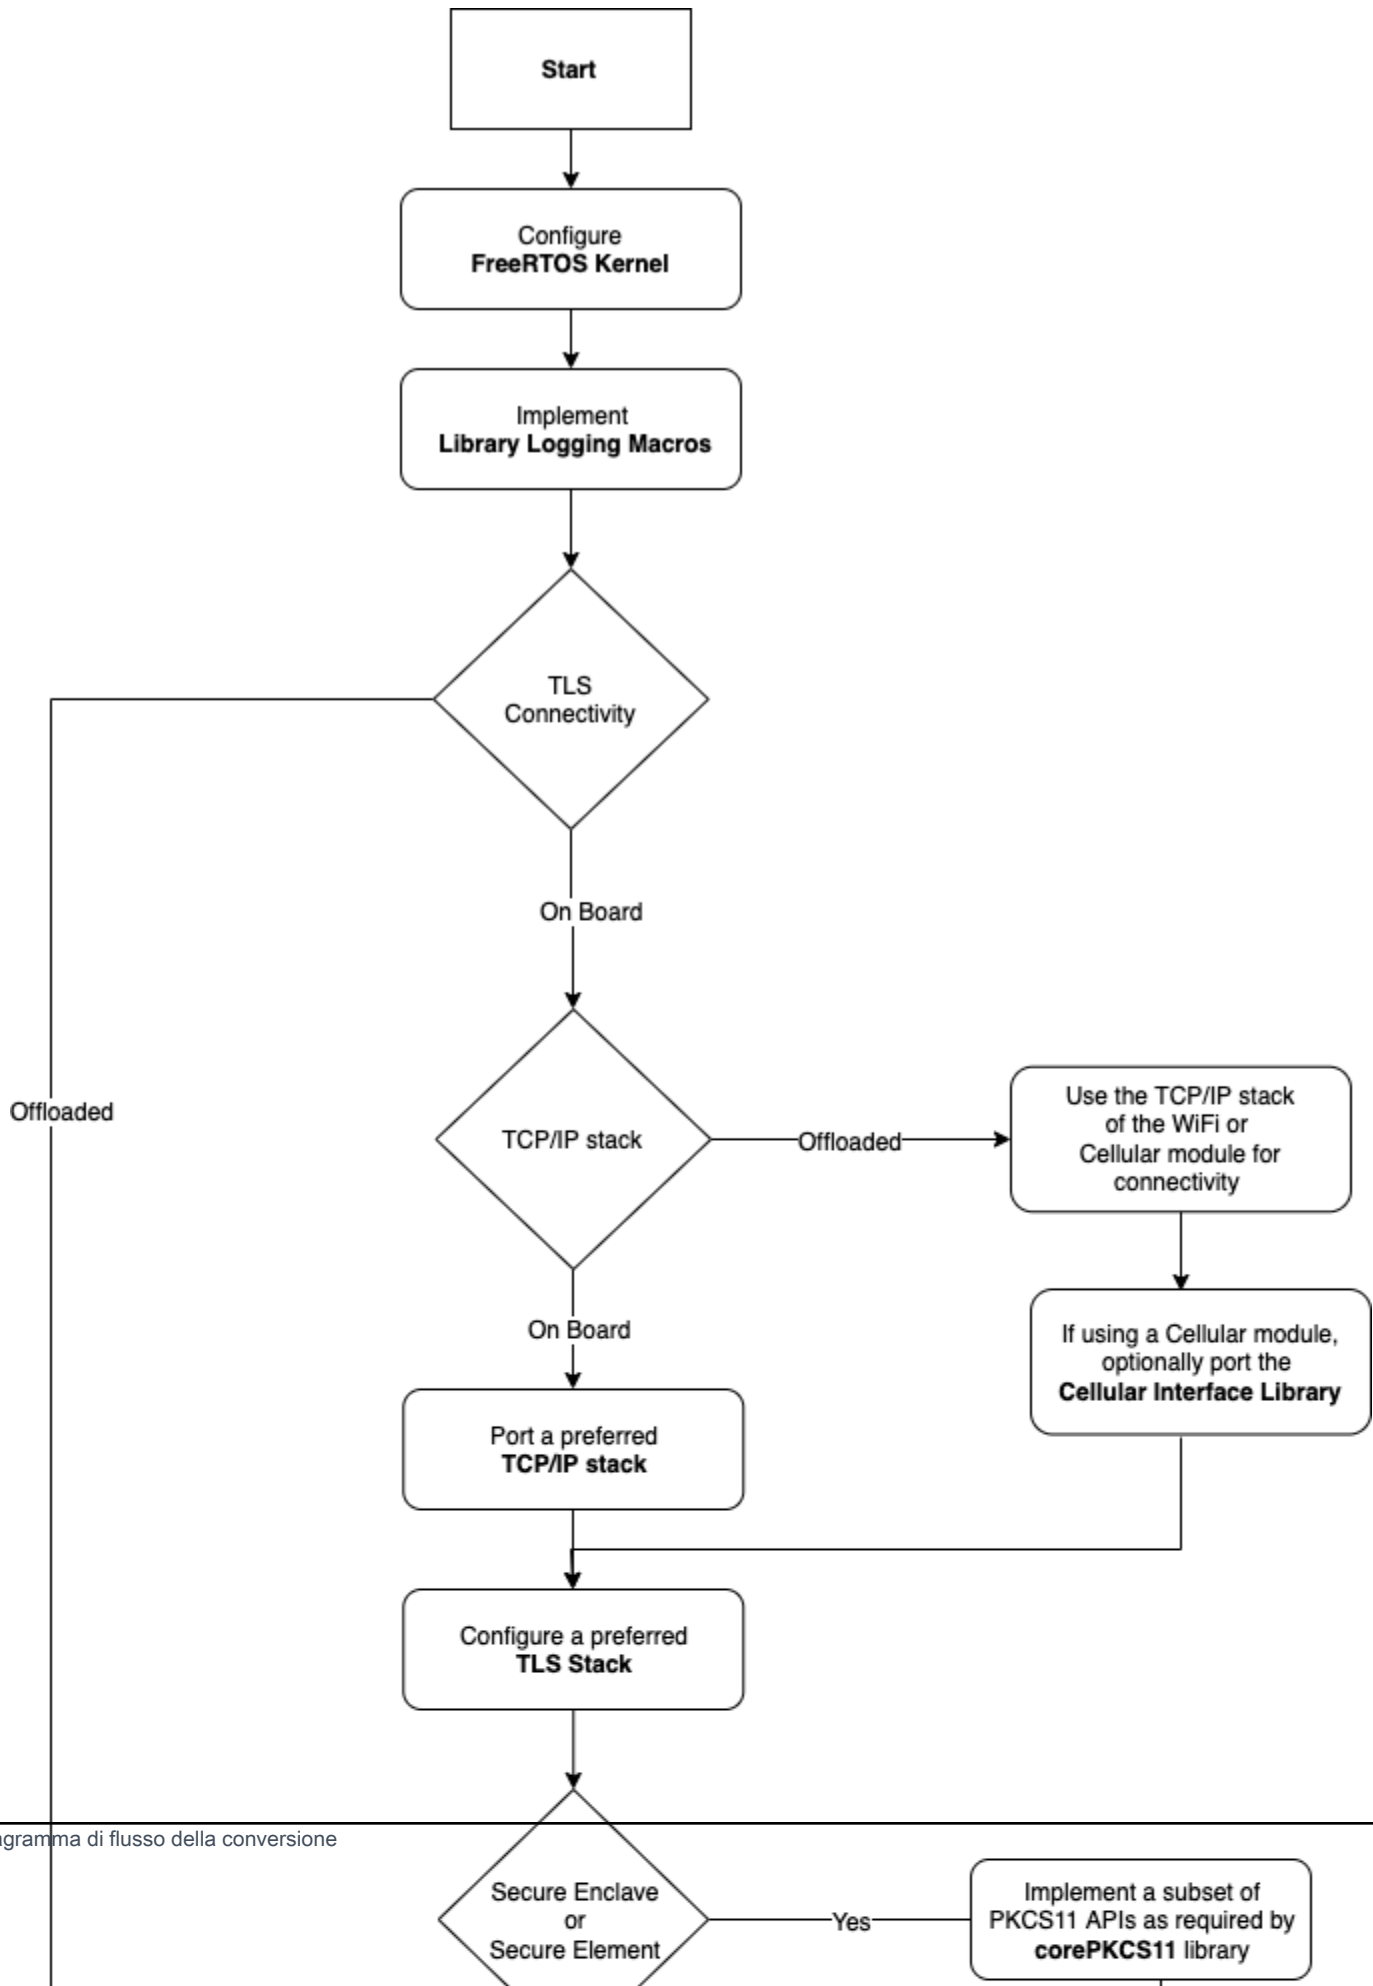 Start
Configure
FreeRTOS Kernel
Implement
Library Logging Macros
TLS
Connectivity
On Board
Offloaded
TCP/IP stack
Offloaded
Use the TCP/IP stack
of the WiFi or
Cellular module for
connectivity
On Board
If using a Cellular module,
optionally port the
Cellular Interface Library
Port a preferred
TCP/IP stack
Configure a preferred
TLS Stack
di flusso della conversione
Secure Enclave
or
Secure Element
Yes
Implement a subset of
PKCS11 APIs as required by
corePKCS11 library